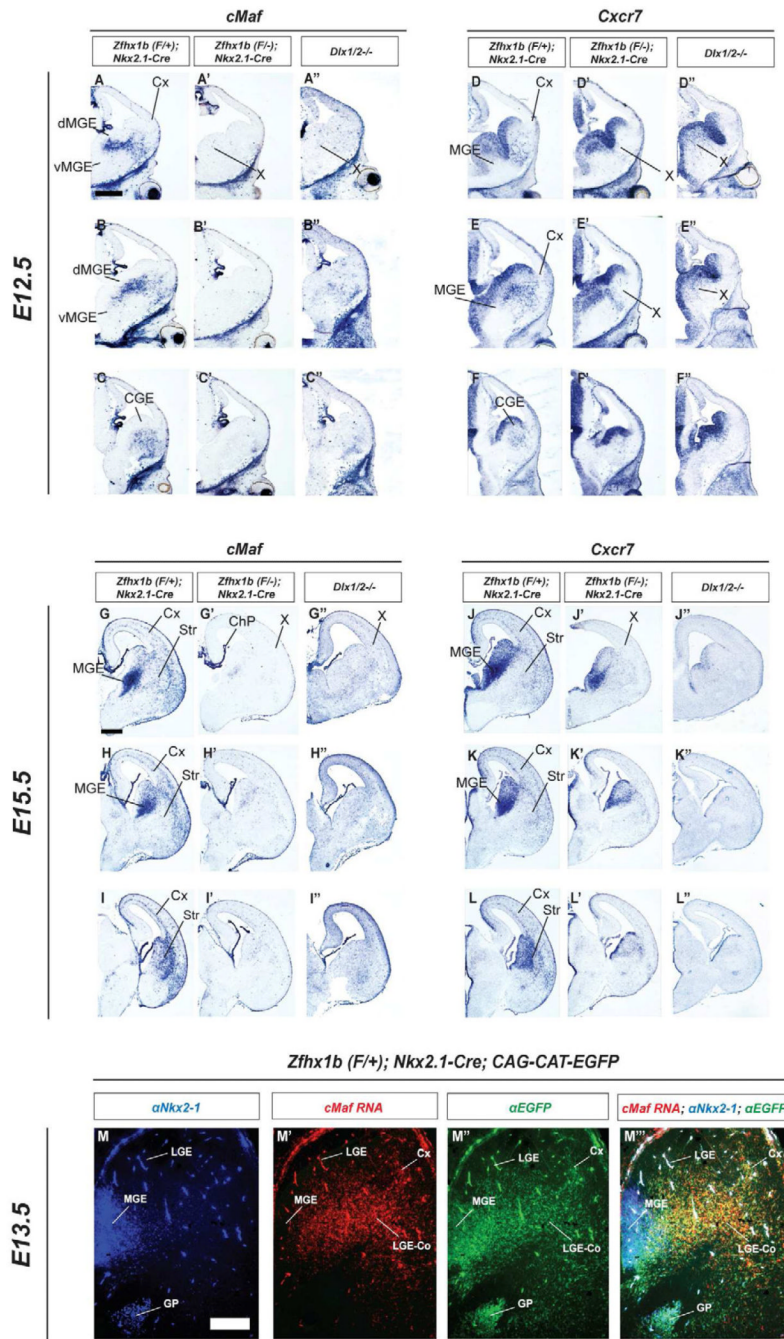 cMaf
Cxcr7
Zfhx1b (F/+);
Nkx2.1-Cre
Zfhx1b (F/-);
Nkx2.1-Cre
Dlx1/2-/-
Zfhx1b (F/+);
Nkx2.1-Cre
Zfhx1b (F/-);
Nkx2.1-Cre
Dlx1/2-/-
E12.5
A
Cx
dMGE
vMGE
A'
X
A"
X
D
Cx
MGE
D'
X
D"
X
B
dMGE
vMGE
B'
B"
E
Cx
MGE
E'
X
E"
X
C
CGE
C'
C"
F
CGE
F'
F"
cMaf
Cxcr7
Zfhx1b (F/+);
Nkx2.1-Cre
Zfhx1b (F/-);
Nkx2.1-Cre
Dlx1/2-/-
Zfhx1b (F/+);
Nkx2.1-Cre
Zfhx1b (F/-);
Nkx2.1-Cre
Dlx1/2-/-
E15.5
G
Cx
Str
MGE
G'
ChP
X
G"
X
J
Cx
MGE
Str
J'
X
J"
H
Cx
MGE
Str
H'
H"
K
Cx
Str
MGE
K'
K"
I
Cx
Str
I'
I"
L
Cx
Str
L'
L"
Zfhx1b (F/+); Nkx2.1-Cre; CAG-CAT-EGFP
αNkx2-1
cMaf RNA
αEGFP
cMaf RNA; αNkx2-1; αEGFP
E13.5
M
LGE
MGE
GP
M'
LGE
Cx
MGE
LGE-Co
M"
LGE
Cx
MGE
LGE-Co
GP
M"'
LGE
Cx
MGE
LGE-Co
GP